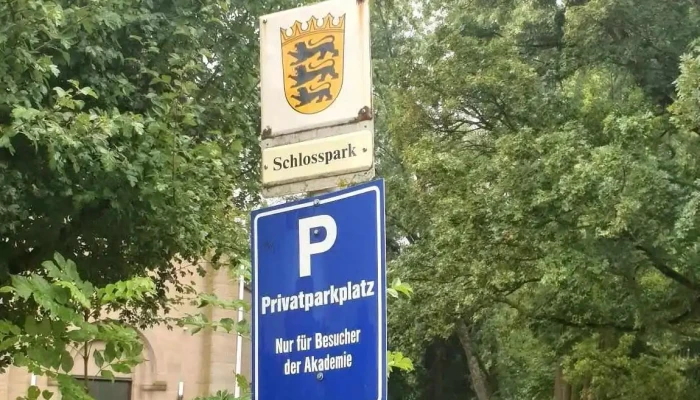 Schlosspark
P
Privatparkplatz
Nur für Besucher
der Akademie